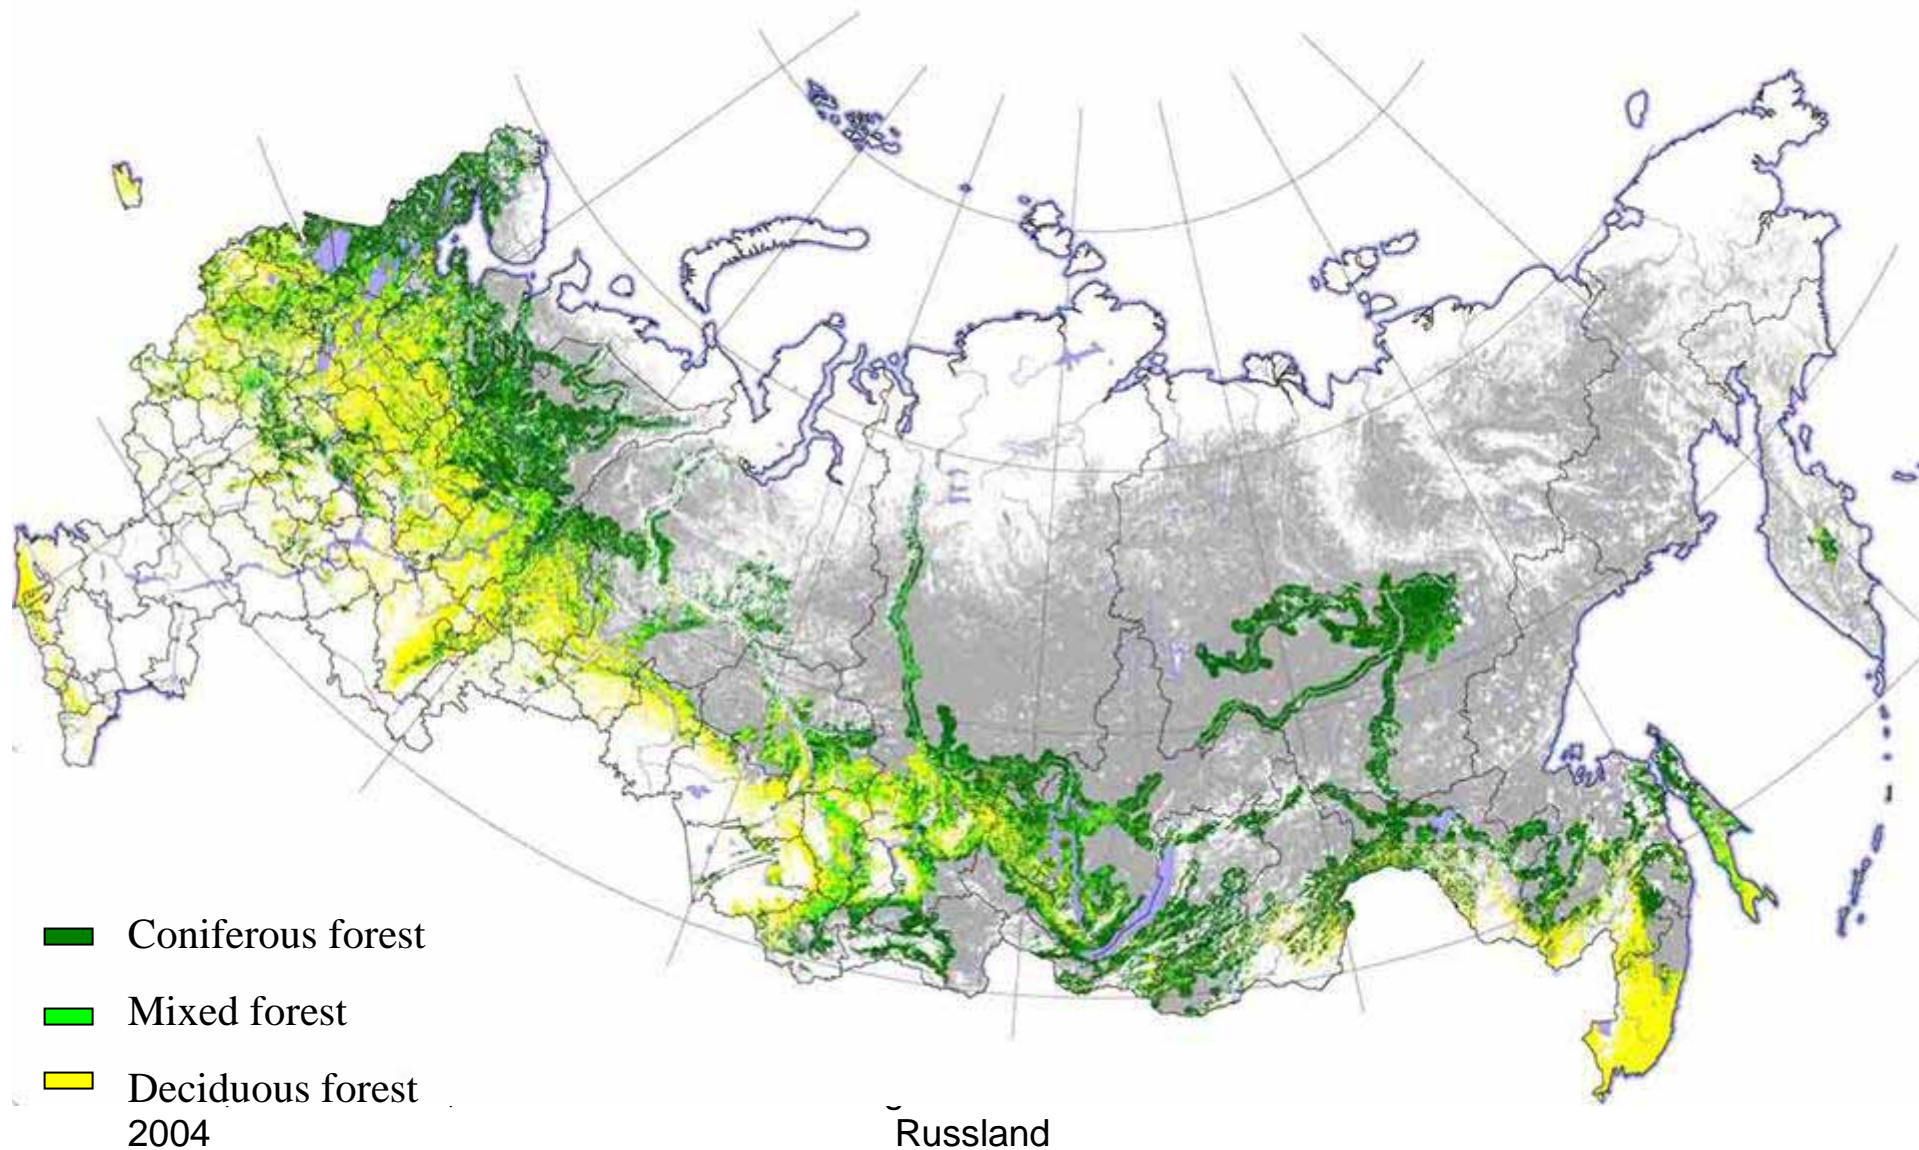 Coniferous forest
Mixed forest
Deciduous forest
2004
Russland